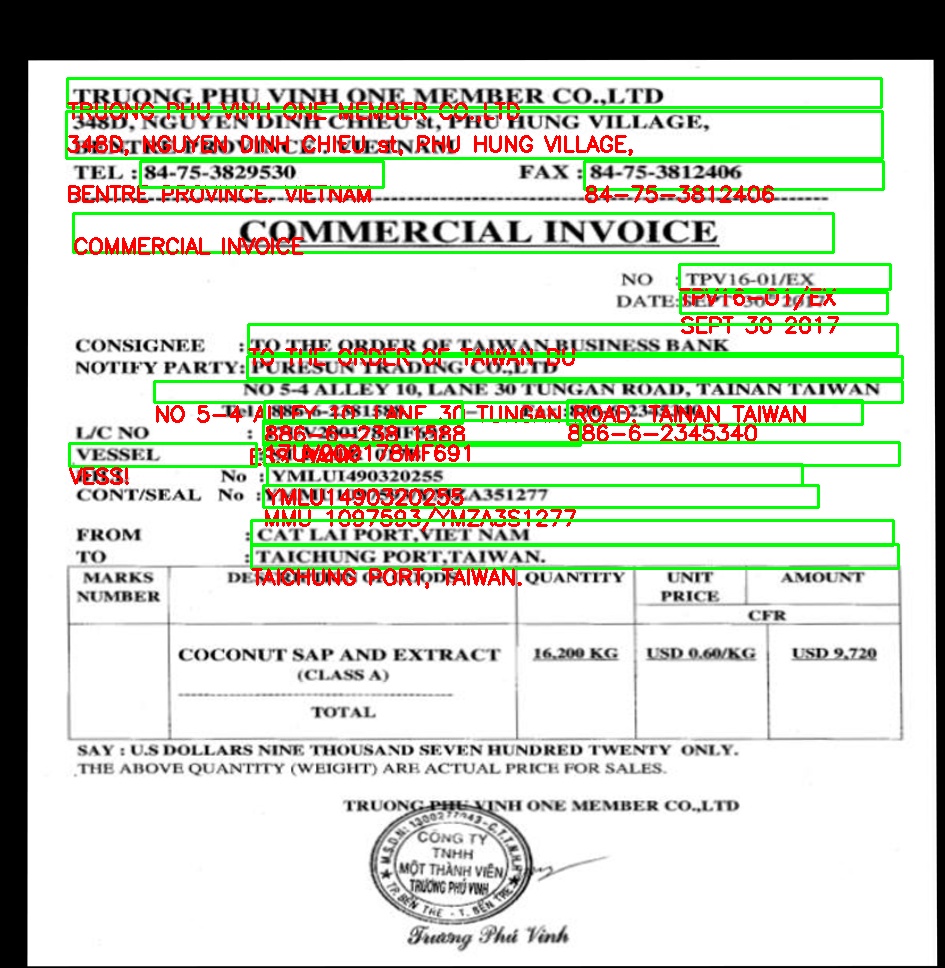 TRUONG PHU VINH ONE MEMBER CO.,LTD
TRUONG PHU VINH ONE MEMBER CO.,LTD
348D, NGUYEN DINH CHIEU st, PHU HUNG VILLAGE,
348D, NGUYEN DINH CHIEU st, PHU HUNG VILLAGE,
TEL : 84-75-3829530 FAX : 84-75-3812406
BENTRE PROVINCE. VIETNAM 84-75-3812406
COMMERCIAL INVOICE
COMMERCIAL INVOICE
NO : TPV16-01/EX
TPV16-01/EX
DATE:SEPT 30 2017
SEPT 30 2017
CONSIGNEE : TO THE ORDER OF TAIWAN BUSINESS BANK
TO THE ORDER OF TAIWAN BU
NOTIFY PARTY: PURESUN TRADING CO.,LTD
NO 5-4 ALLEY 10, LANE 30 TUNGAN ROAD, TAINAN TAIWAN
NO 5-4 ALLEY 10, LANE 30 TUNGAN ROAD, TAINAN TAIWAN
L/C NO :
886-6-238 1588 886-6-2345340
VESSEL :
VESS!
No : YMLUI490320255
CONT/SEAL No :
YMLU1490320255
MMU 1097593/YMZA3S1277
FROM : CAT LAI PORT,VIET NAM
TO : TAICHUNG PORT,TAIWAN.
TAICHUNG PORT, TAIWAN.
MARKS NUMBER DESCRIPTION OF GOODS QUANTITY UNIT PRICE AMOUNT
CFR
COCONUT SAP AND EXTRACT 16,200 KG USD 0.60/KG USD 9,720
(CLASS A)
TOTAL
SAY : U.S DOLLARS NINE THOUSAND SEVEN HUNDRED TWENTY ONLY.
THE ABOVE QUANTITY (WEIGHT) ARE ACTUAL PRICE FOR SALES.
TRUONG PHU VINH ONE MEMBER CO.,LTD
CÔNG TY
TNHH
MỘT THÀNH VIÊN
TRƯƠNG PHÚ VINH
TP. BẾN TRE - T. BẾN TRE
Trương Phú Vinh